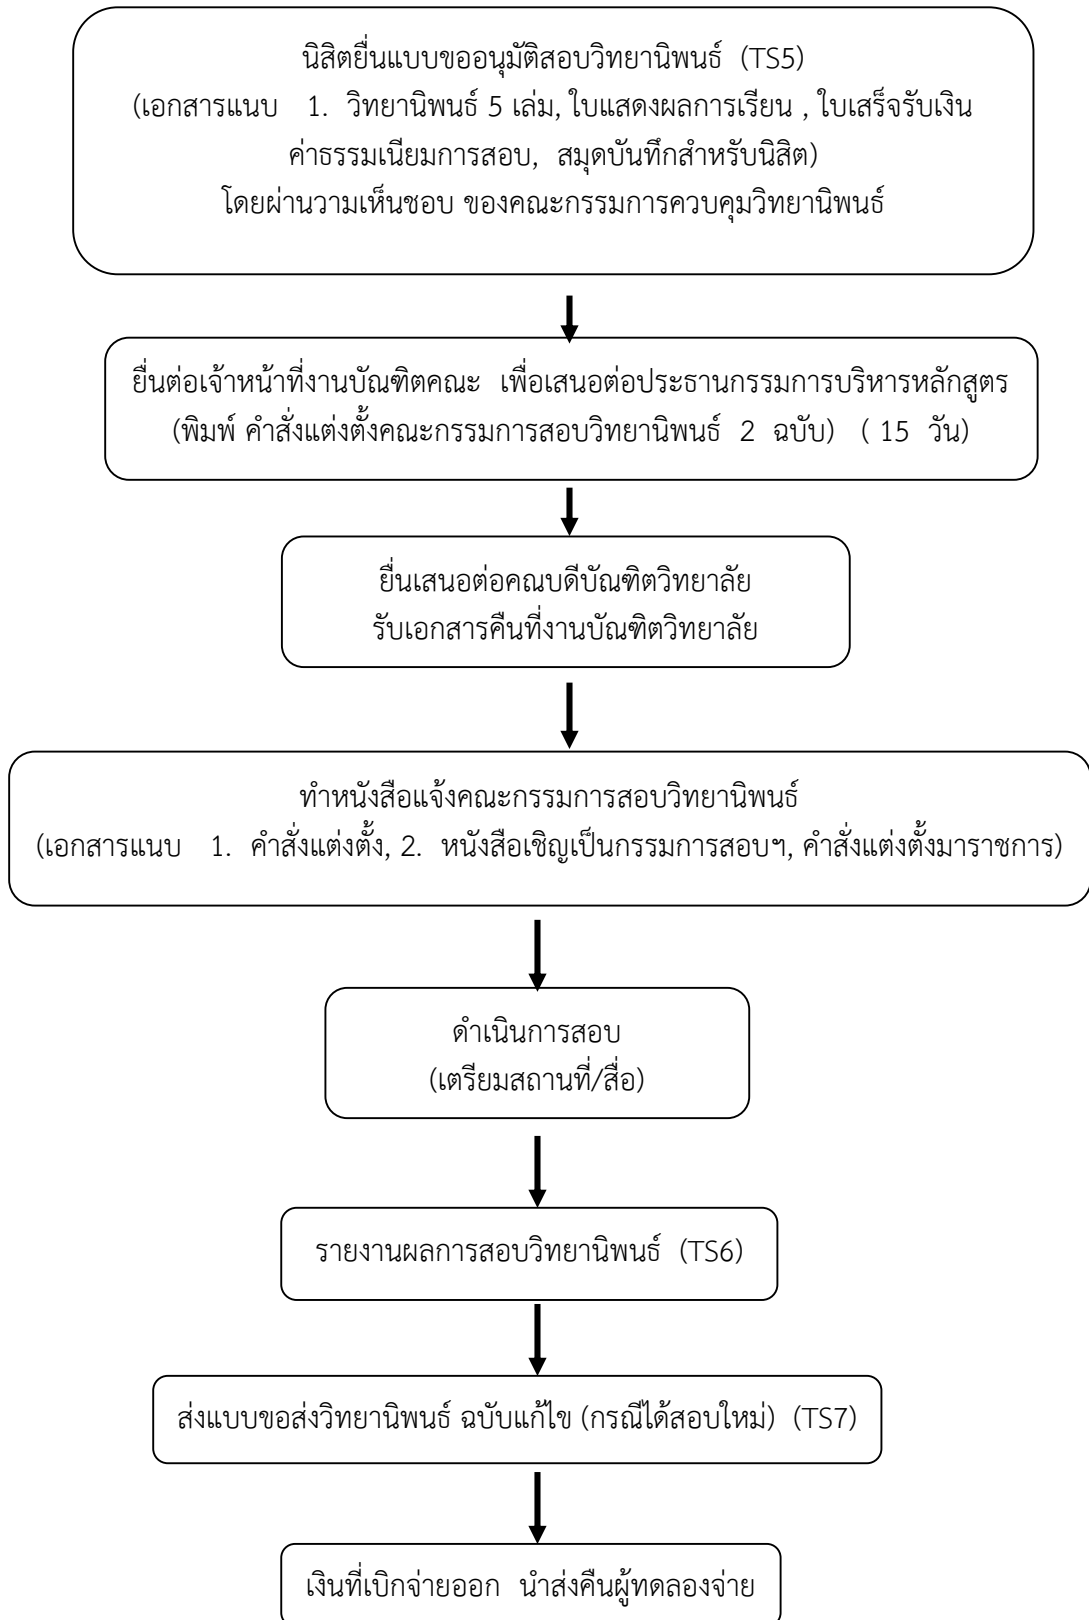 นิสิตยื่นแบบขออนุมัติสอบวิทยานิพนธ์ (TS5)
(เอกสารแนบ 1. วิทยานิพนธ์ 5 เล่ม, ใบแสดงผลการเรียน , ใบเสร็จรับเงิน
ค่าธรรมเนียมการสอบ, สมุดบันทึกสำหรับนิสิต)
โดยผ่านวามเห็นชอบ ของคณะกรรมการควบคุมวิทยานิพนธ์
ยื่นต่อเจ้าหน้าที่งานบัณฑิตคณะ เพื่อเสนอต่อประธานกรรมการบริหารหลักสูตร
(พิมพ์ คำสั่งแต่งตั้งคณะกรรมการสอบวิทยานิพนธ์ 2 ฉบับ) ( 15 วัน)
ยื่นเสนอต่อคณบดีบัณฑิตวิทยาลัย
รับเอกสารคืนที่งานบัณฑิตวิทยาลัย
ทำหนังสือแจ้งคณะกรรมการสอบวิทยานิพนธ์
(เอกสารแนบ 1. คำสั่งแต่งตั้ง, 2. หนังสือเชิญเป็นกรรมการสอบฯ, คำสั่งแต่งตั้งมาราชการ)
ดำเนินการสอบ
(เตรียมสถานที่/สื่อ)
รายงานผลการสอบวิทยานิพนธ์ (TS6)
ส่งแบบขอส่งวิทยานิพนธ์ ฉบับแก้ไข (กรณีได้สอบใหม่) (TS7)
เงินที่เบิกจ่ายออก นำส่งคืนผู้ทดลองจ่าย